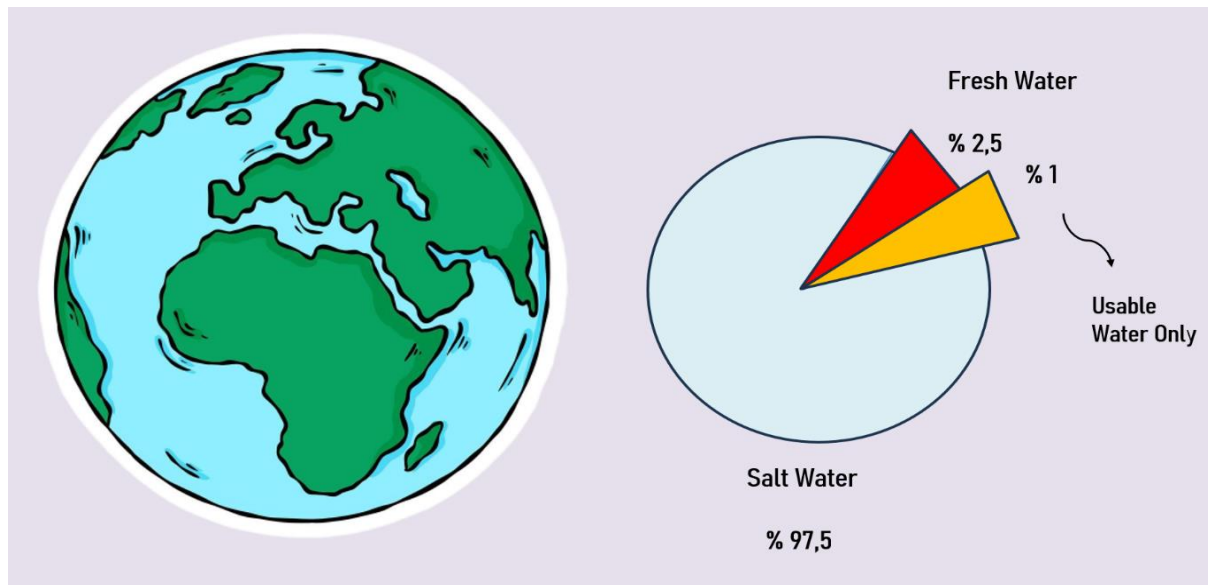 Fresh Water
% 2,5
% 1
Usable
Water Only
Salt Water
% 97,5